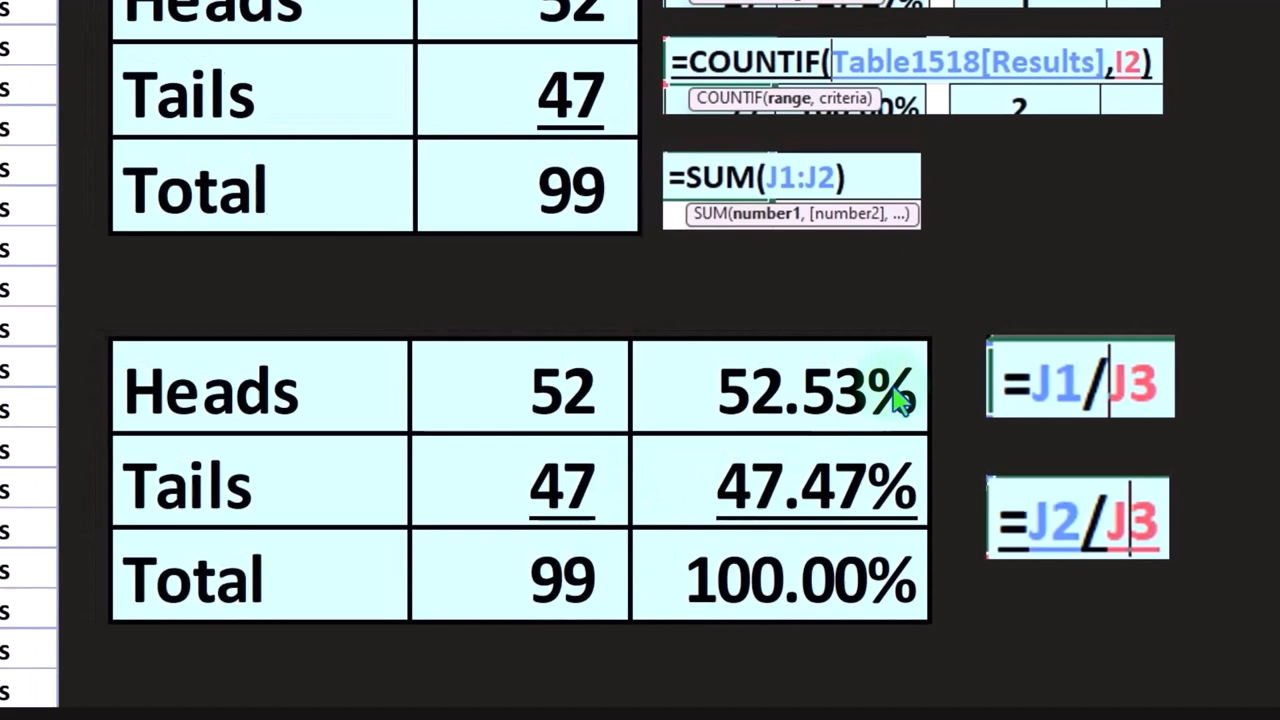 Heads 52
=COUNTIF(Table1518[Results],I2)
COUNTIF(range, criteria)
2
Tails 47
=SUM(J1:J2)
SUM(number1, [number2], ...)
Total 99
Heads 52 52.53%
=J1/J3
Tails 47 47.47%
=J2/J3
Total 99 100.00%